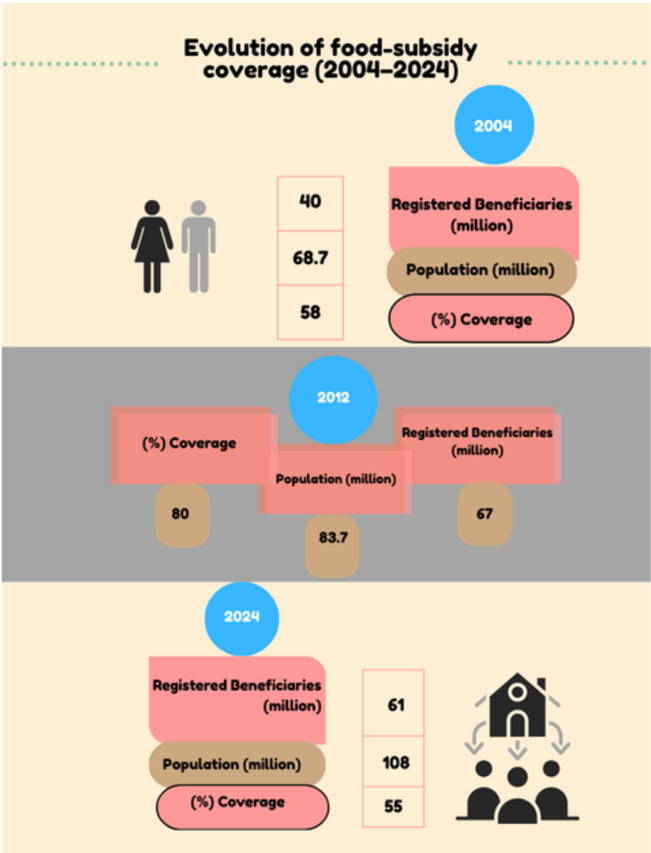 Evolution of food-subsidy
coverage (2004–2024)
2004
40
Registered Beneficiaries
(million)
68.7
Population (million)
58
(%) Coverage
2012
(%) Coverage
Population (million)
Registered Beneficiaries
(million)
80
83.7
67
2024
Registered Beneficiaries
(million)
61
Population (million)
108
(%) Coverage
55